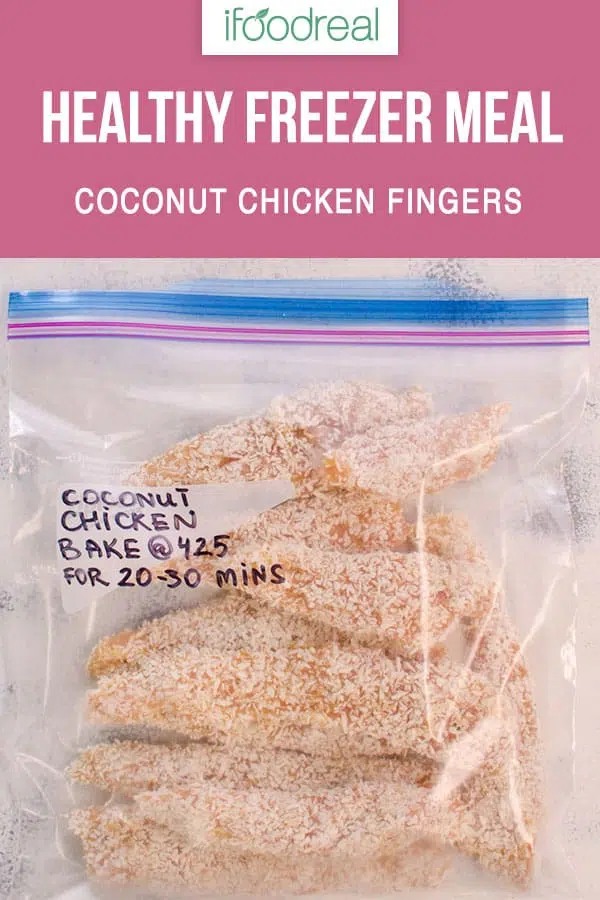 ifoodreal
HEALTHY FREEZER MEAL
COCONUT CHICKEN FINGERS
COCONUT
CHICKEN
BAKE @ 425
FOR 20-30 MINS